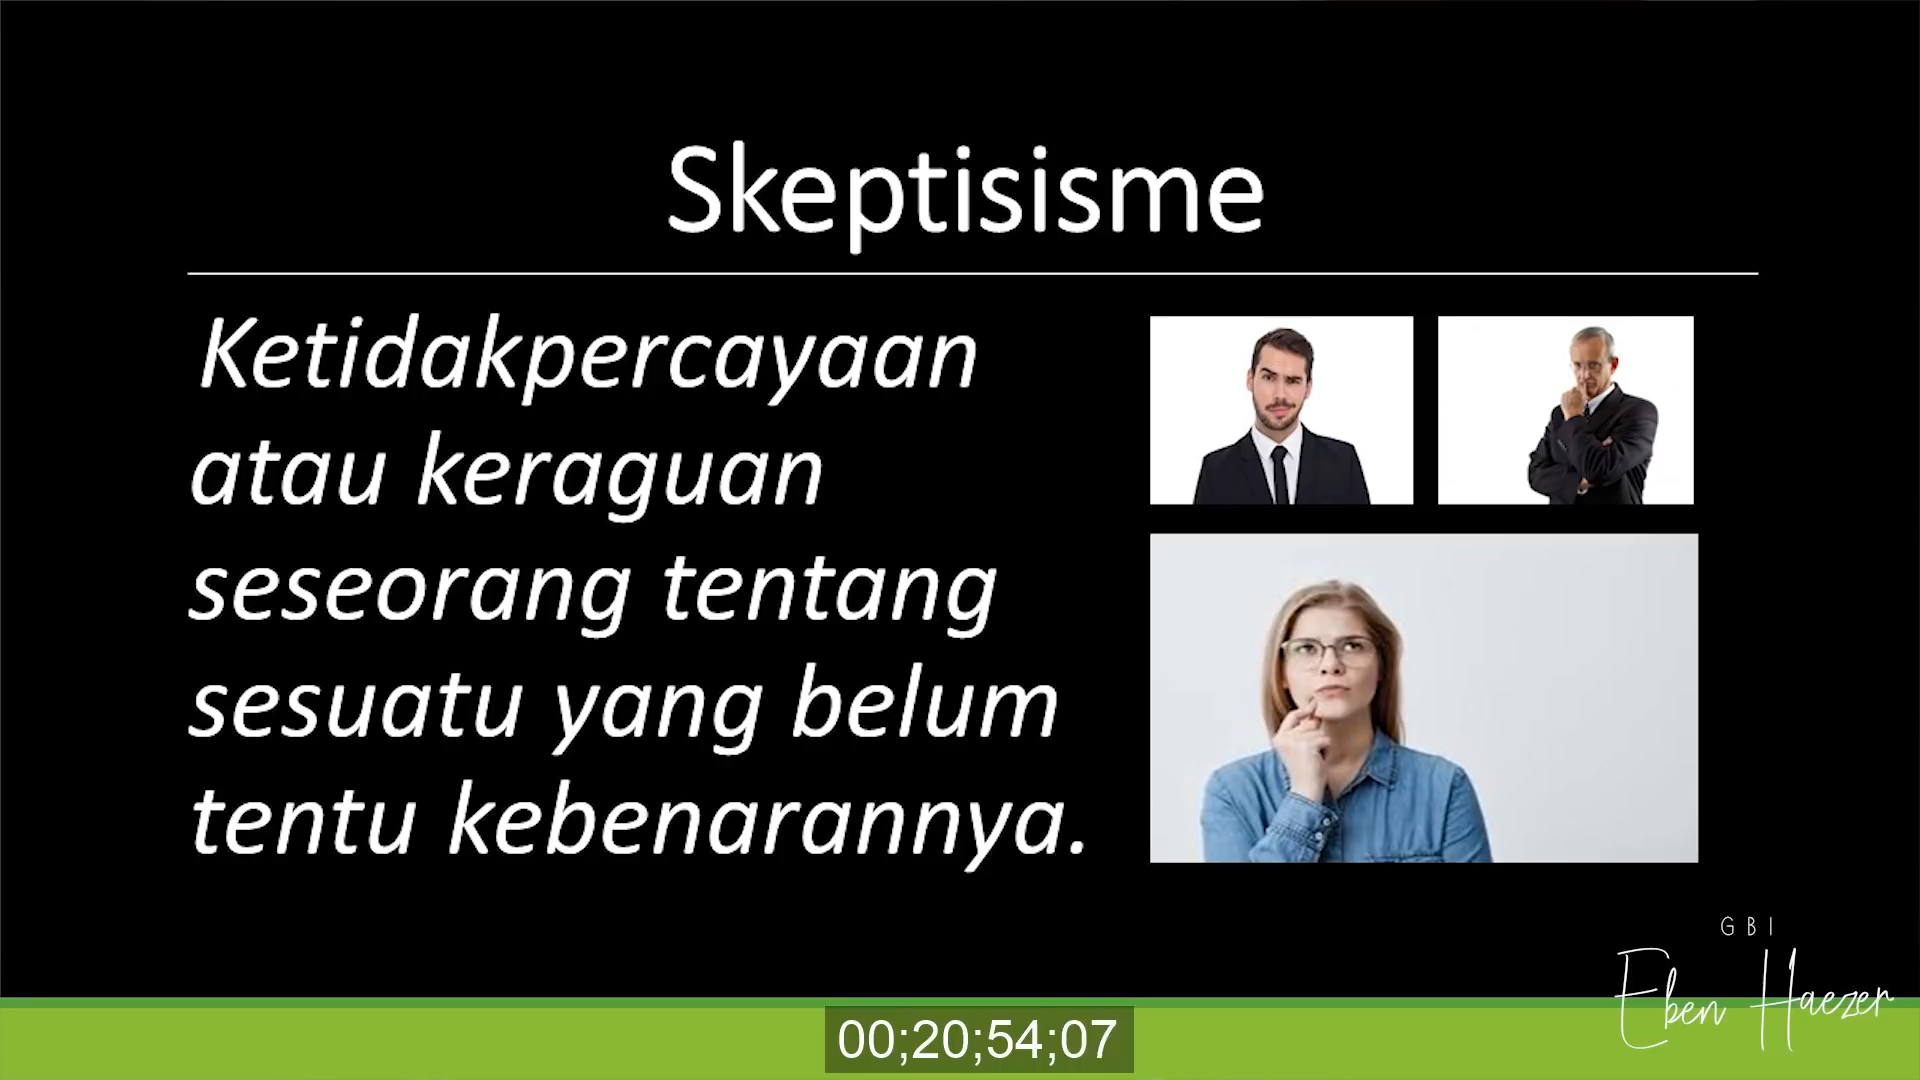 Skeptisisme
Ketidakpercayaan
atau keraguan
seseorang tentang
sesuatu yang belum
tentu kebenarannya.
GBI
Eben Haezer
00;20;54;07